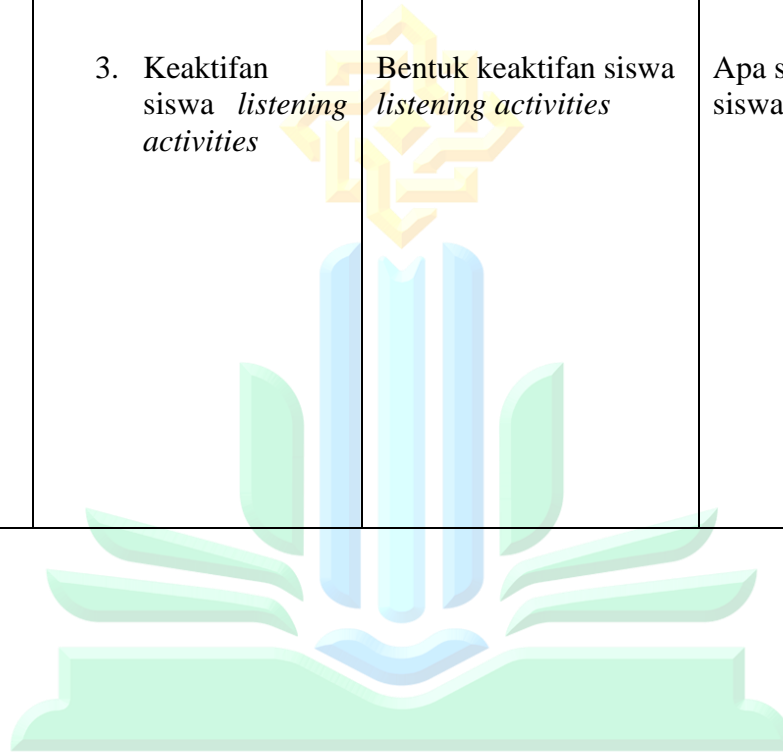 3. Keaktifan
siswa listening
activities
Bentuk keaktifan siswa
listening activities
Apa
siswa